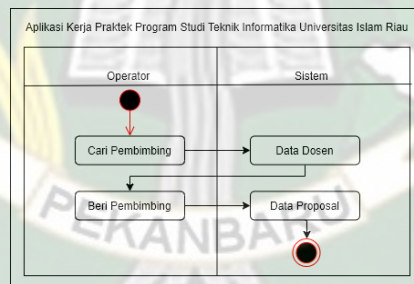 Aplikasi Kerja Praktek Program Studi Teknik Informatika Universitas Islam Riau
Operator
Sistem
Cari Pembimbing
Data Dosen
Beri Pembimbing
Data Proposal
PEKANBARU